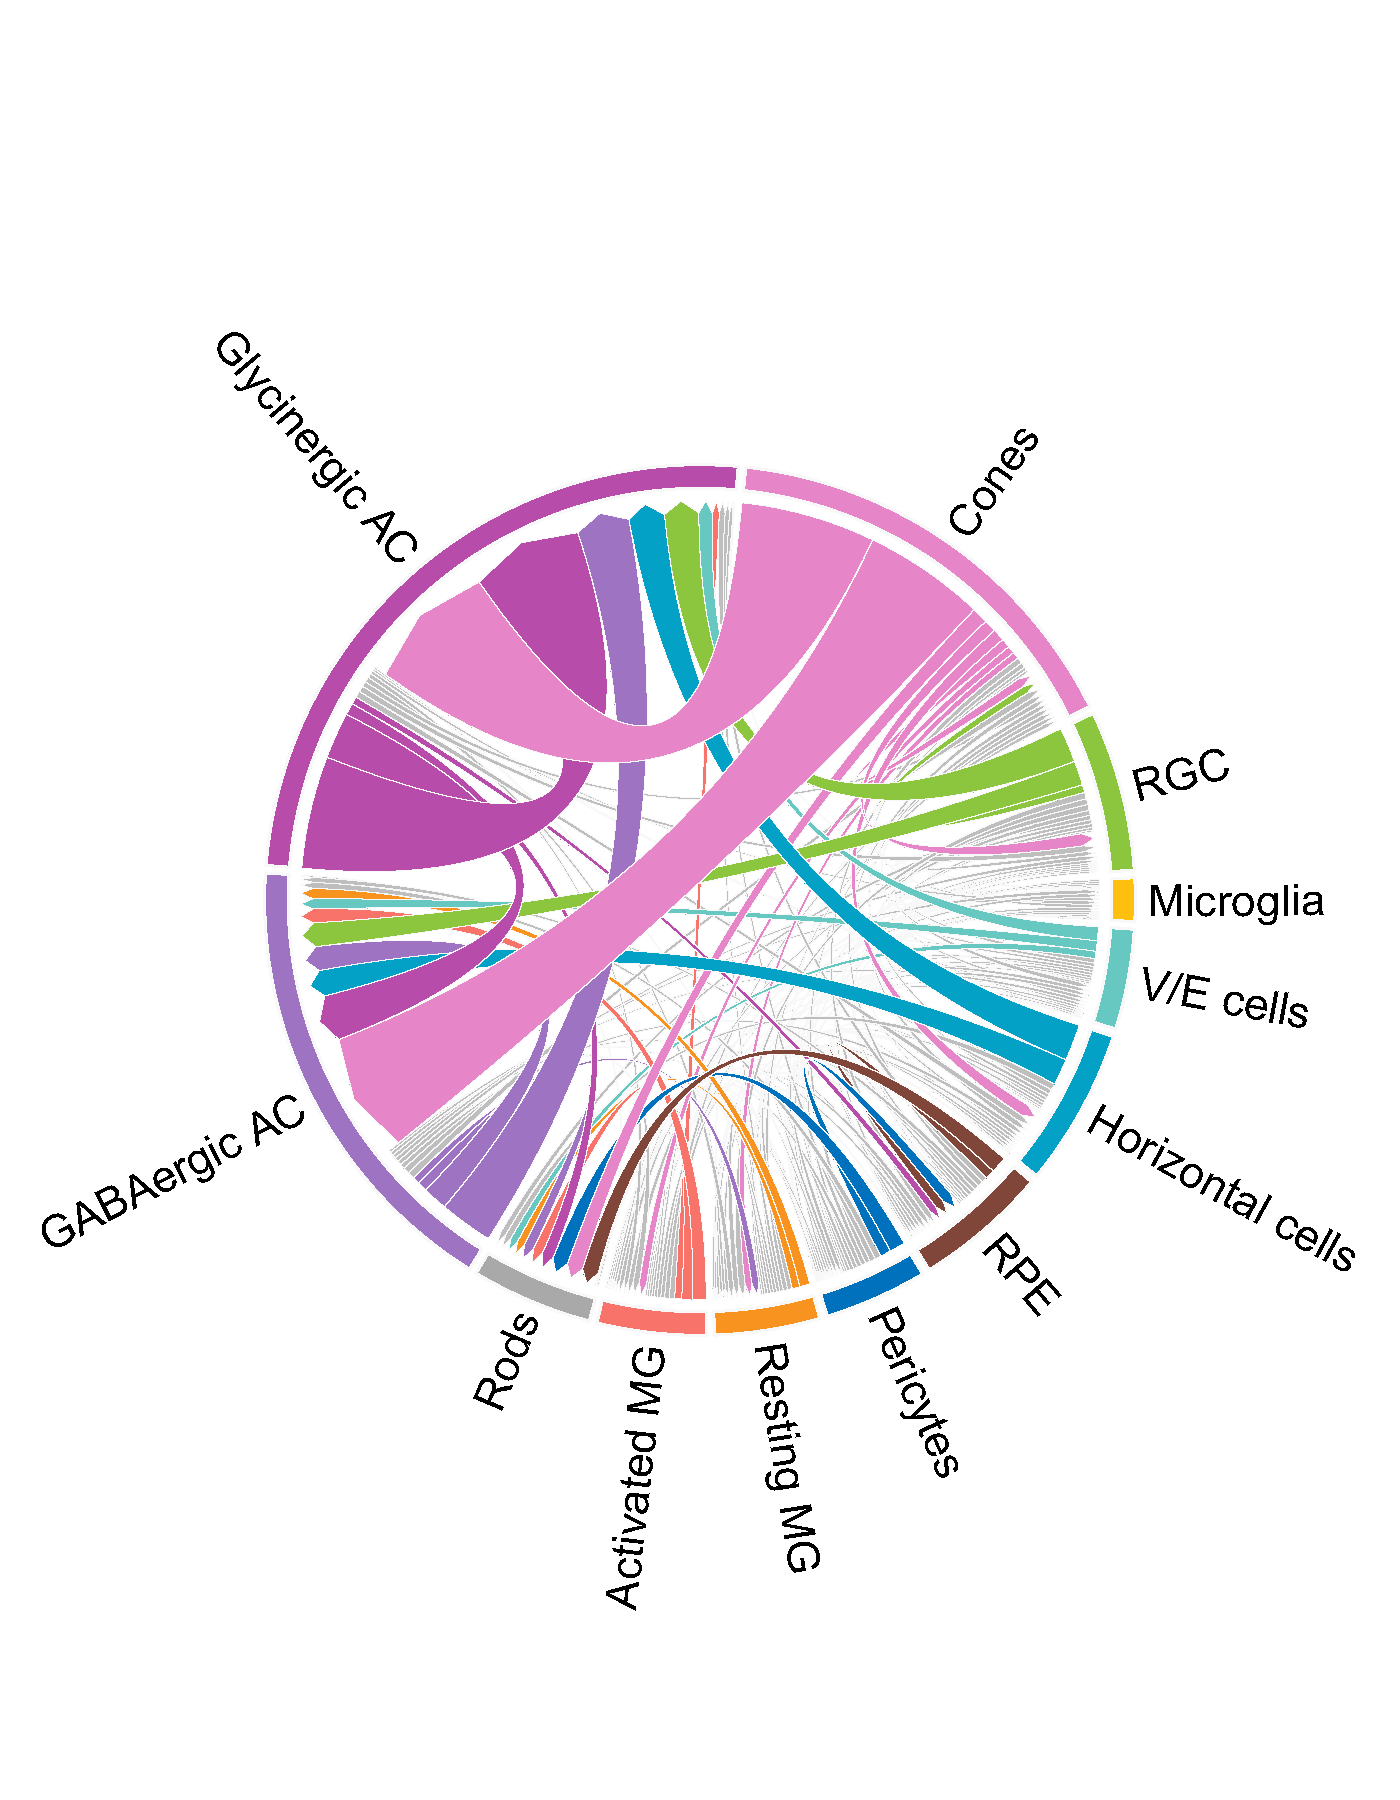 Glycinergic AC
Cones
RGC
Microglia
V/E cells
Horizontal cells
RPE
Pericytes
Resting MG
Activated MG
Rods
GABAergic AC